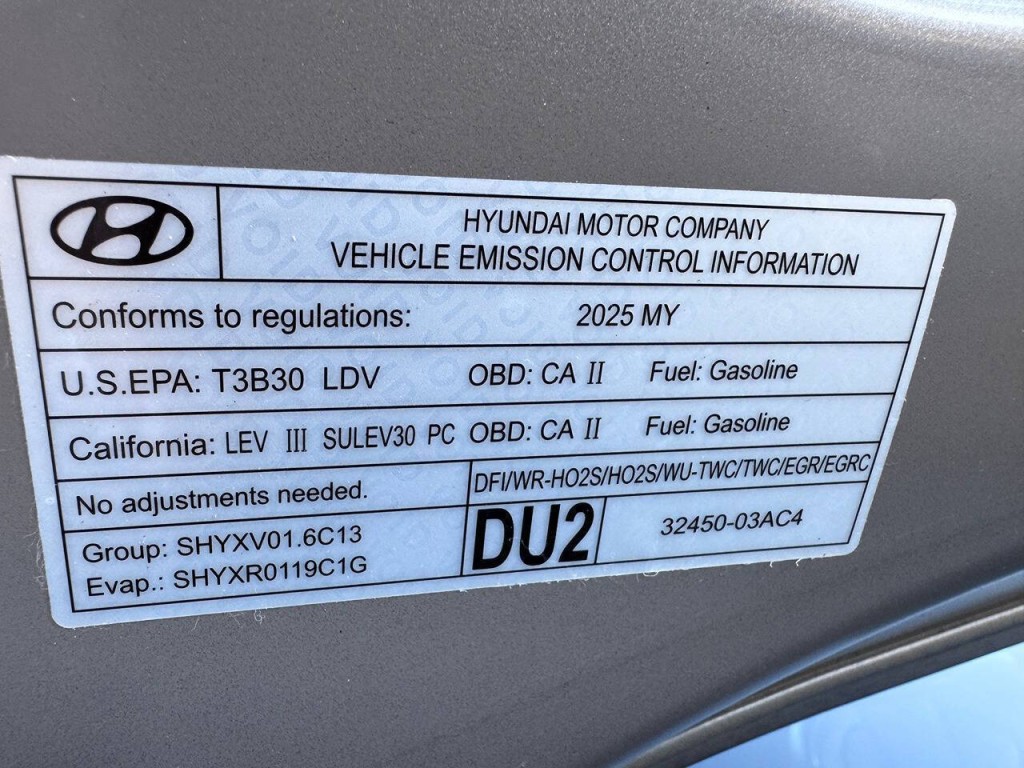 HYUNDAI MOTOR COMPANY
VEHICLE EMISSION CONTROL INFORMATION
Conforms to regulations: 2025 MY
U.S.EPA: T3B30 LDV OBD: CA II Fuel: Gasoline
California: LEV III SULEV30 PC OBD: CA II Fuel: Gasoline
No adjustments needed. DFI/WR-HO2S/HO2S/WU-TWC/TWC/EGR/EGRC
Group: SHYXV01.6C13
Evap.: SHYXR0119C1G
DU2 32450-03AC4